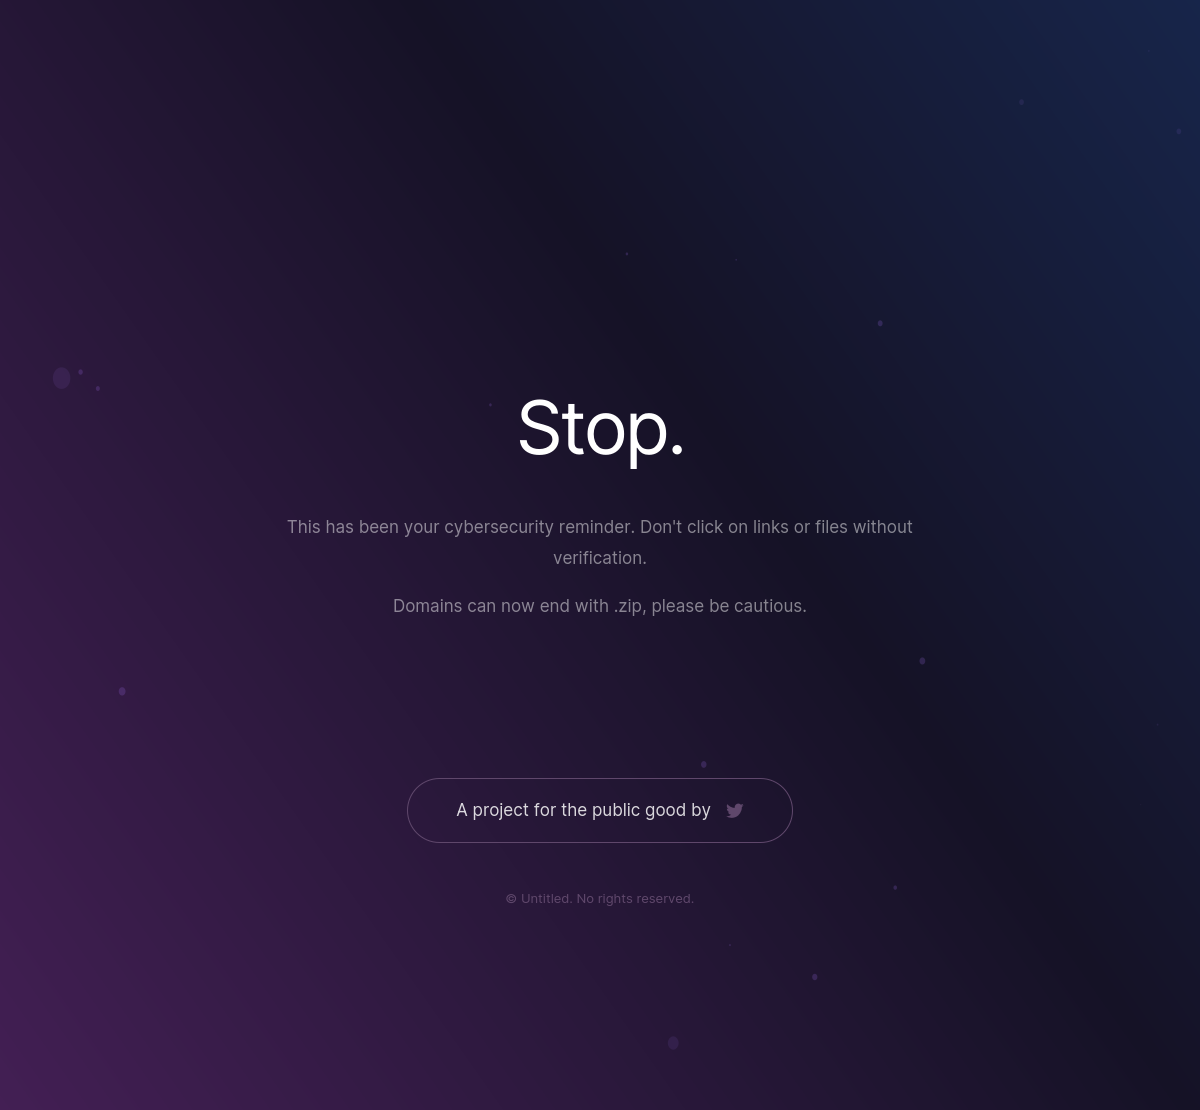 Stop.
This has been your cybersecurity reminder. Don't click on links or files without
verification.
Domains can now end with .zip, please be cautious.
A project for the public good by
© Untitled. No rights reserved.